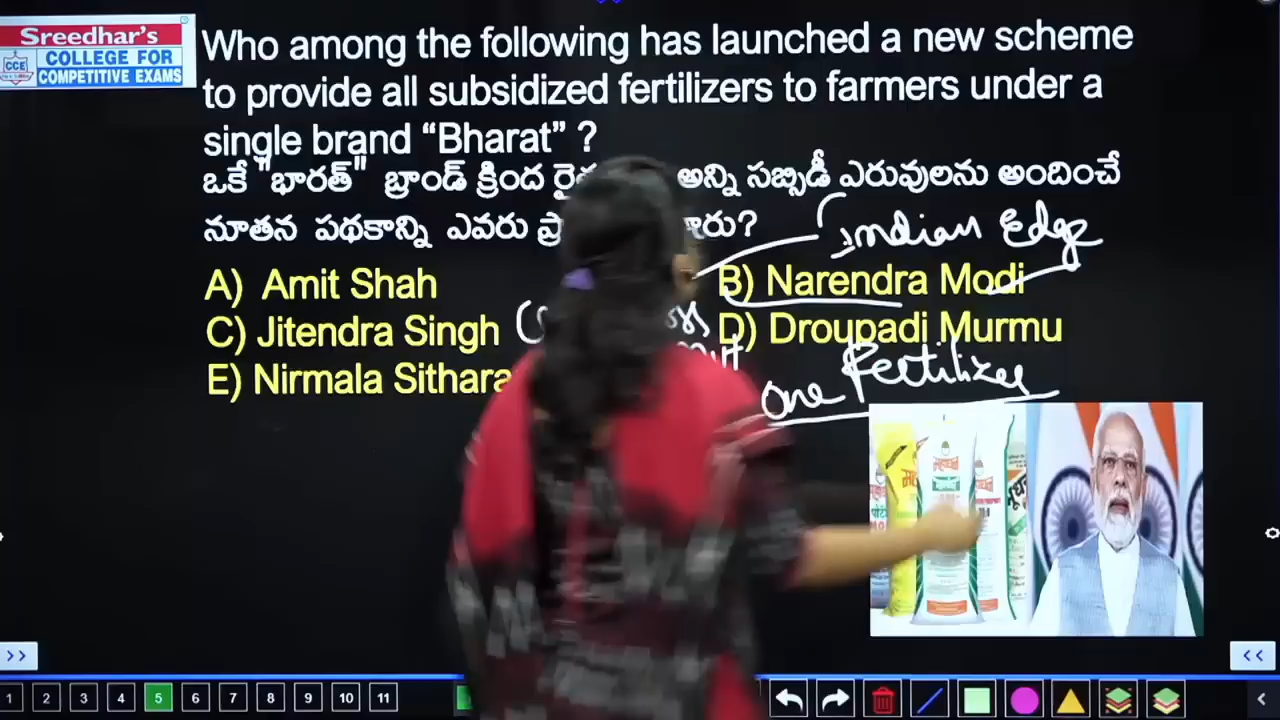 Sreedhar's
CCE
COLLEGE FOR
COMPETITIVE EXAMS
Who among the following has launched a new scheme
to provide all subsidized fertilizers to farmers under a
single brand “Bharat” ?
ఒకే "భారత్" బ్రాండ్ క్రింద అన్ని సబ్సిడీ ఎరువులను అందించే
నూతన పథకాన్ని ఎవరు
Indian Edge
A) Amit Shah
B) Narendra Modi
C) Jitendra Singh
D) Droupadi Murmu
E) Nirmala
One Fertilizer
>>
<<
1 2 3 4 5 6 7 8 9 10 11
<